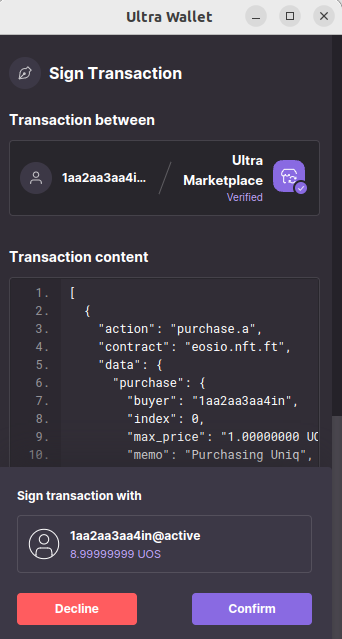 Ultra Wallet
Sign Transaction
Transaction between
1aa2aa3aa4i...
Ultra
Marketplace
Verified
Transaction content
1. [
2. {
3. "action": "purchase.a",
4. "contract": "eosio.nft.ft",
5. "data": {
6. "purchase": {
7. "buyer": "1aa2aa3aa4in",
8. "index": 0,
9. "max_price": "1.00000000 UO
10. "memo": "Purchasing Uniq",
Sign transaction with
1aa2aa3aa4in@active
8.99999999 UOS
Decline
Confirm